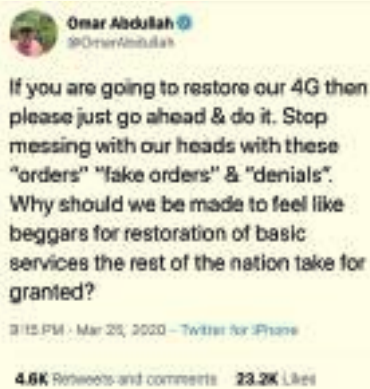 Omar Abdullah
@OmarAbdullah
If you are going to restore our 4G then
please just go ahead & do it. Stop
messing with our heads with these
"orders" "fake orders" & "denials".
Why should we be made to feel like
beggars for restoration of basic
services the rest of the nation take for
granted?
PM · Mar 2020 · Twitter for iPhone
4.6K Retweets and comments 23.2K Likes